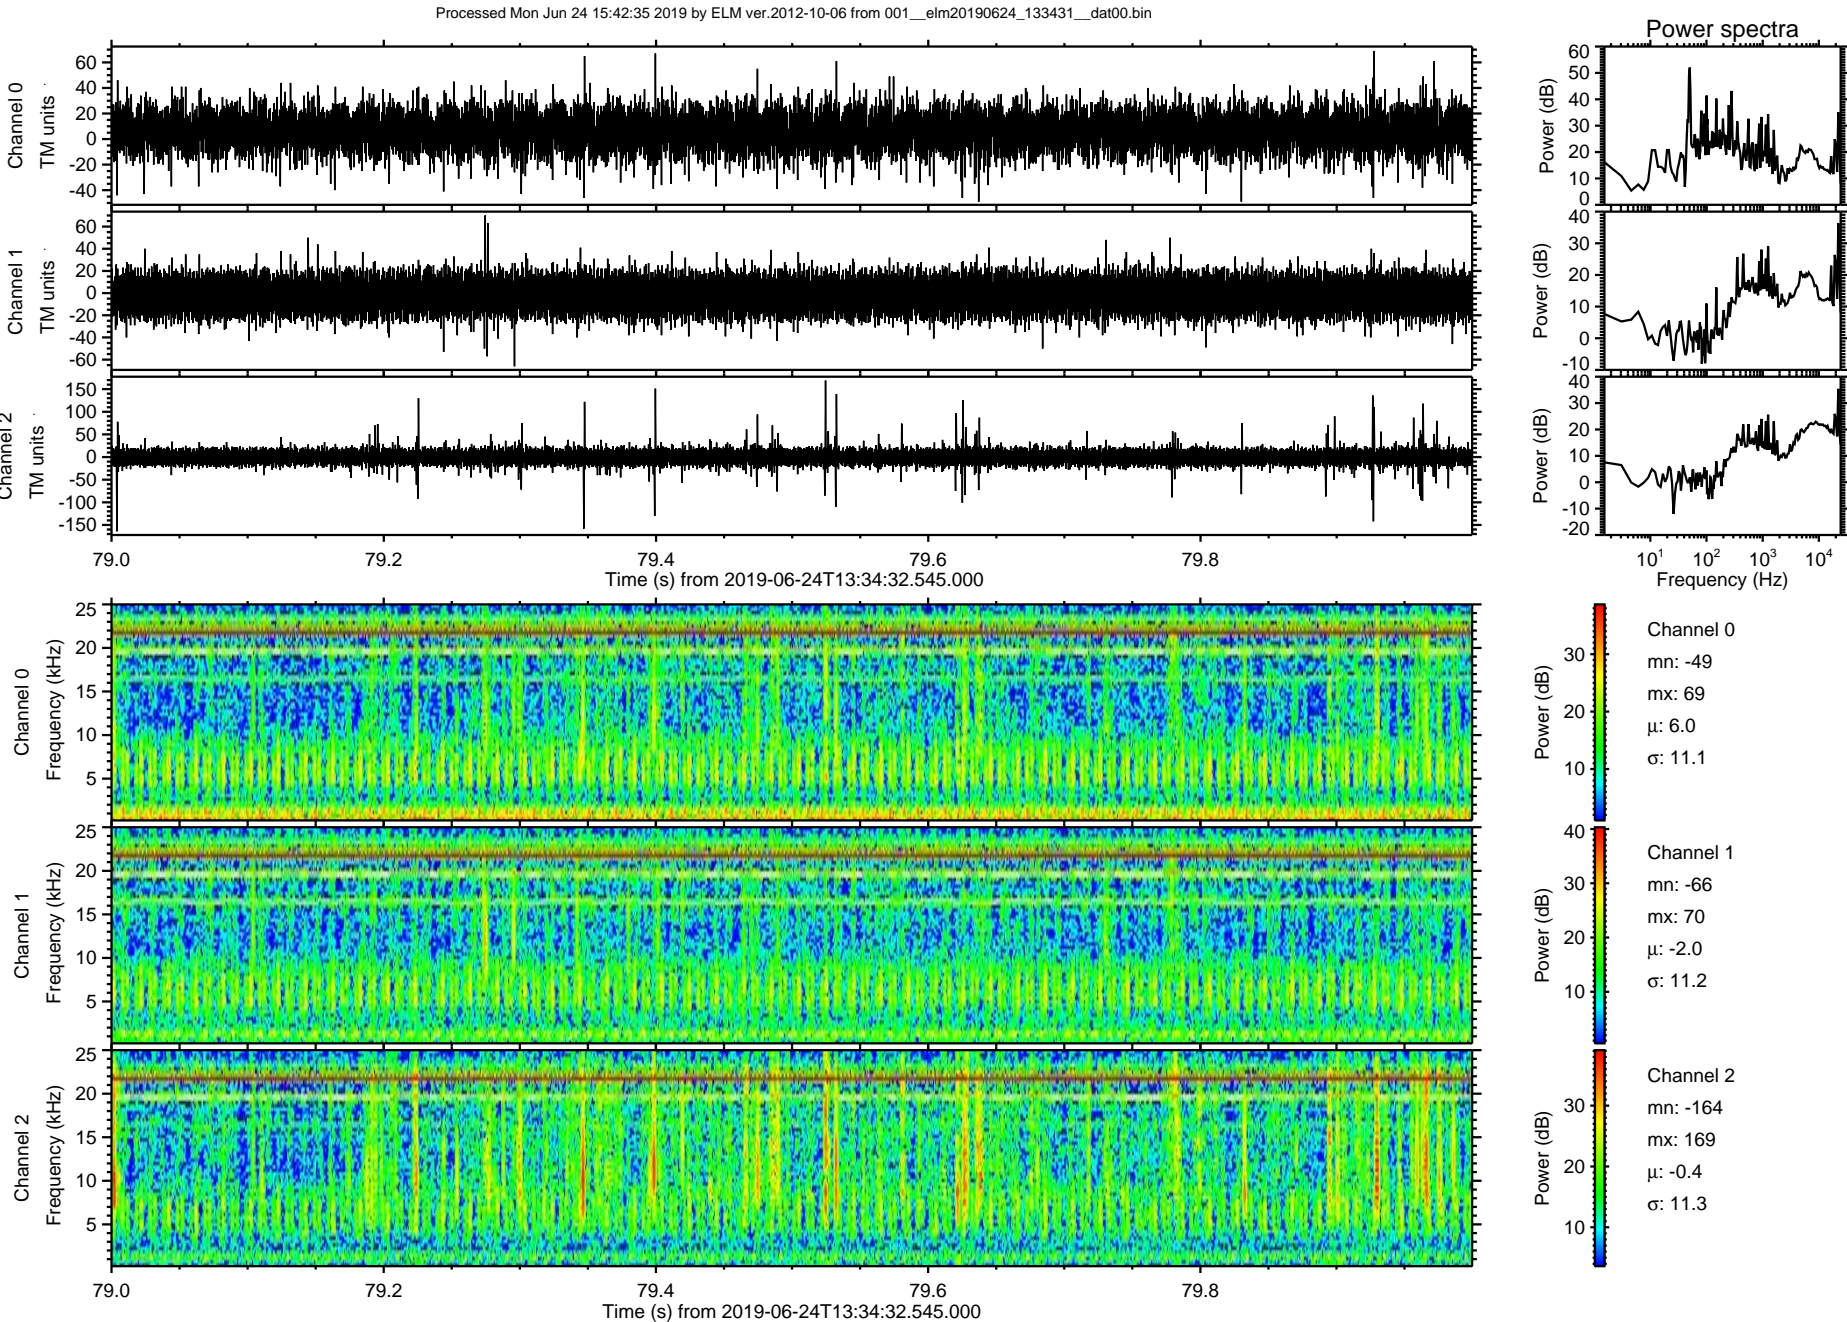 Processed Mon Jun 24 15:42:35 2019 by ELM ver.2012-10-06 from 001__elm20190624_133431__dat00.bin
Power spectra
Channel 0
TM units
60
40
20
0
-20
-40
Power (dB)
60
50
40
30
20
10
0
Channel 1
TM units
60
40
20
0
-20
-40
-60
Power (dB)
40
30
20
10
0
-10
Channel 2
TM units
150
100
50
0
-50
-100
-150
Power (dB)
40
30
20
10
0
-10
-20
79.0 79.2 79.4 79.6 79.8
Time (s) from 2019-06-24T13:34:32.545.000
10¹ 10² 10³ 10⁴
Frequency (Hz)
Channel 0
Frequency (kHz)
25
20
15
10
5
Power (dB)
30
20
10
Channel 0
mn: -49
mx: 69
μ: 6.0
σ: 11.1
Channel 1
Frequency (kHz)
25
20
15
10
5
Power (dB)
40
30
20
10
Channel 1
mn: -66
mx: 70
μ: -2.0
σ: 11.2
Channel 2
Frequency (kHz)
25
20
15
10
5
Power (dB)
30
20
10
Channel 2
mn: -164
mx: 169
μ: -0.4
σ: 11.3
79.0 79.2 79.4 79.6 79.8
Time (s) from 2019-06-24T13:34:32.545.000